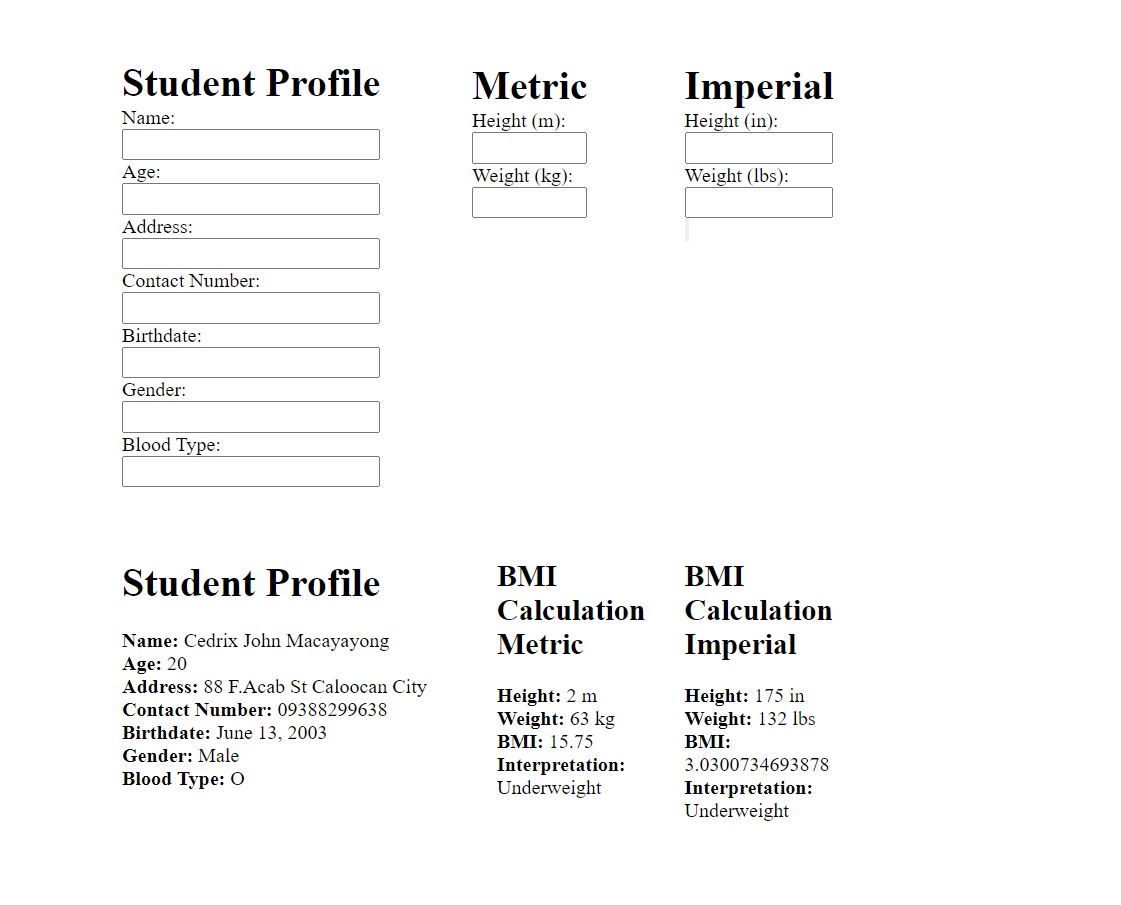 Student Profile
Name:
Age:
Address:
Contact Number:
Birthdate:
Gender:
Blood Type:
Metric
Height (m):
Weight (kg):
Imperial
Height (in):
Weight (lbs):
Student Profile
Name: Cedrix John Macayayong
Age: 20
Address: 88 F.Acab St Caloocan City
Contact Number: 09388299638
Birthdate: June 13, 2003
Gender: Male
Blood Type: O
BMI
Calculation
Metric
Height: 2 m
Weight: 63 kg
BMI: 15.75
Interpretation:
Underweight
BMI
Calculation
Imperial
Height: 175 in
Weight: 132 lbs
BMI:
3.0300734693878
Interpretation:
Underweight